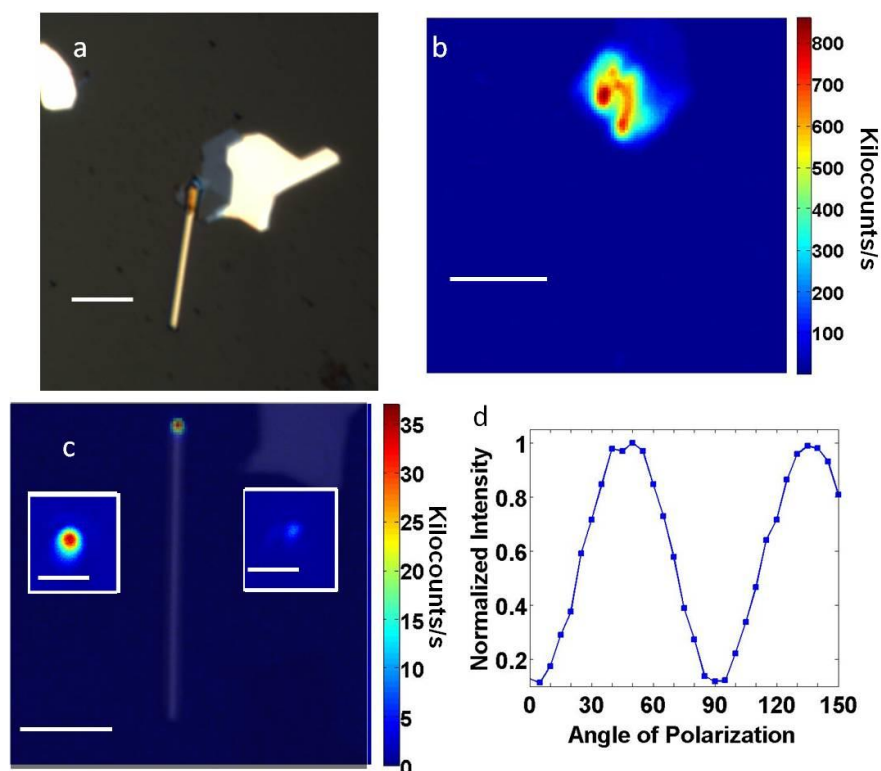 a
b
800
700
600
500
400
300
200
100
Kilocounts/s
c
35
30
25
20
15
10
5
0
Kilocounts/s
d
1
0.8
0.6
0.4
0.2
Normalized Intensity
0 30 60 90 120 150
Angle of Polarization